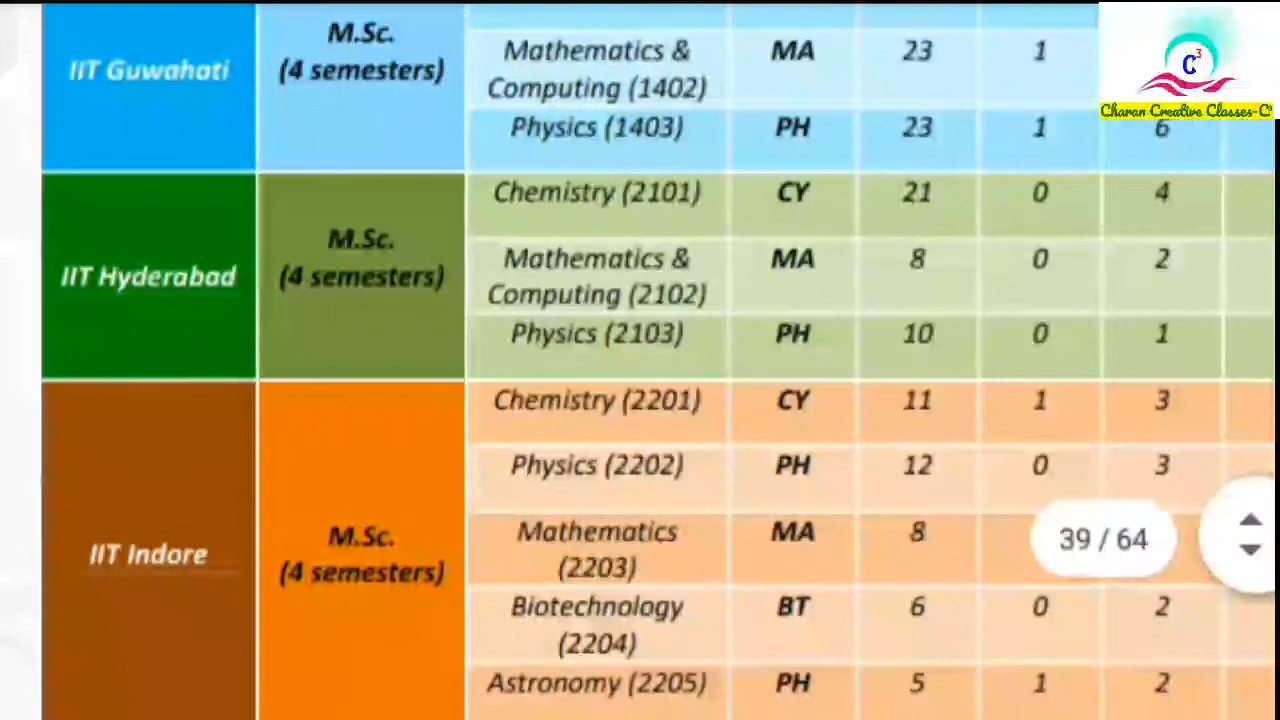 M.Sc.
(4 semesters)
IIT Guwahati
Mathematics & Computing (1402) MA 23 1
Physics (1403) PH 23 1 6
C3
Charan Creative Classes-C
IIT Hyderabad
M.Sc.
(4 semesters)
Chemistry (2101) CY 21 0 4
Mathematics & Computing (2102) MA 8 0 2
Physics (2103) PH 10 0 1
IIT Indore
M.Sc.
(4 semesters)
Chemistry (2201) CY 11 1 3
Physics (2202) PH 12 0 3
Mathematics (2203) MA 8
39 / 64
Biotechnology (2204) BT 6 0 2
Astronomy (2205) PH 5 1 2